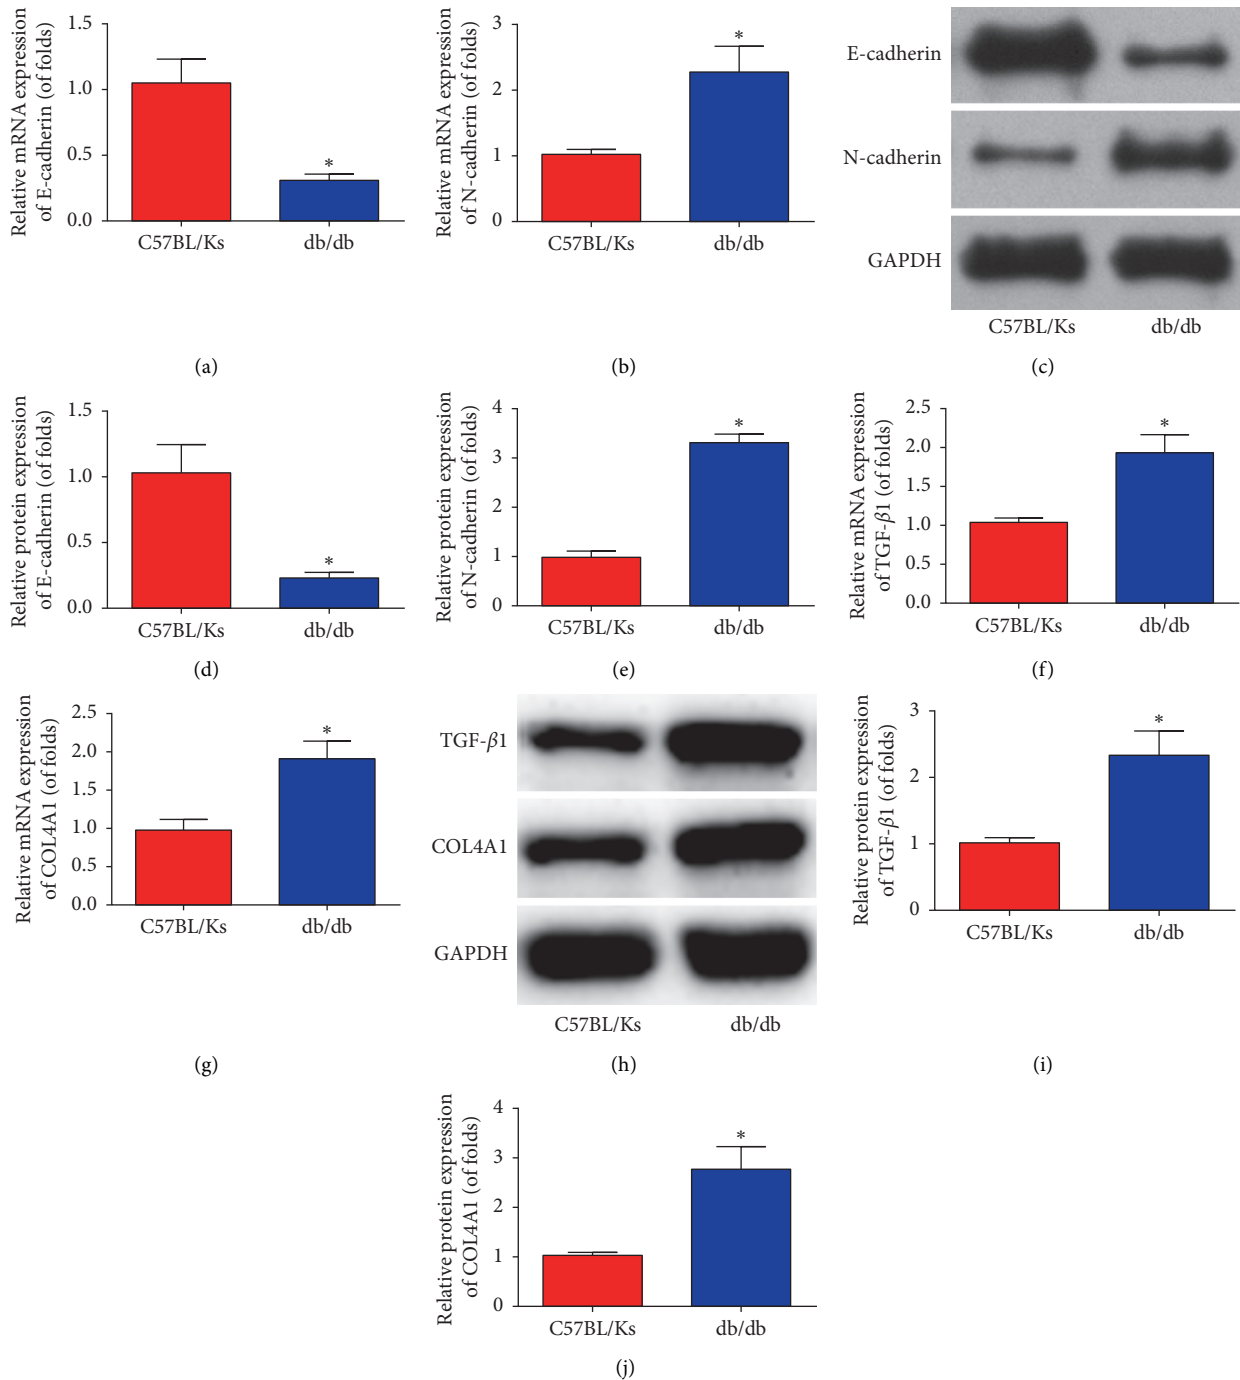 Relative mRNA expression
of E-cadherin (of folds)
1.5
1.0
0.5
0.0
*
C57BL/Ks
db/db
(a)
Relative mRNA expression
of N-cadherin (of folds)
3
2
1
0
*
C57BL/Ks
db/db
(b)
E-cadherin
N-cadherin
GAPDH
C57BL/Ks
db/db
(c)
Relative protein expression
of E-cadherin (of folds)
1.5
1.0
0.5
0.0
*
C57BL/Ks
db/db
(d)
Relative protein expression
of N-cadherin (of folds)
4
3
2
1
0
*
C57BL/Ks
db/db
(e)
Relative mRNA expression
of TGF-β1 (of folds)
2.5
2.0
1.5
1.0
0.5
0.0
*
C57BL/Ks
db/db
(f)
Relative mRNA expression
of COL4A1 (of folds)
2.5
2.0
1.5
1.0
0.5
0.0
*
C57BL/Ks
db/db
(g)
TGF-β1
COL4A1
GAPDH
C57BL/Ks
db/db
(h)
Relative protein expression
of TGF-β1 (of folds)
3
2
1
0
*
C57BL/Ks
db/db
(i)
Relative protein expression
of COL4A1 (of folds)
4
3
2
1
0
*
C57BL/Ks
db/db
(j)